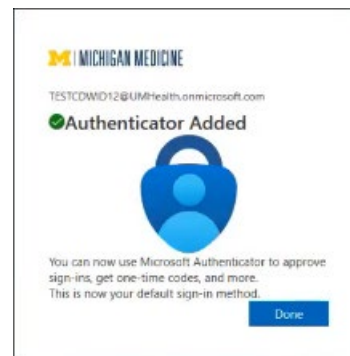 M | MICHIGAN MEDICINE
TESTCDWID12@UMHealth.onmicrosoft.com
Authenticator Added
You can now use Microsoft Authenticator to approve
sign-ins, get one-time codes, and more.
This is now your default sign-in method.
Done